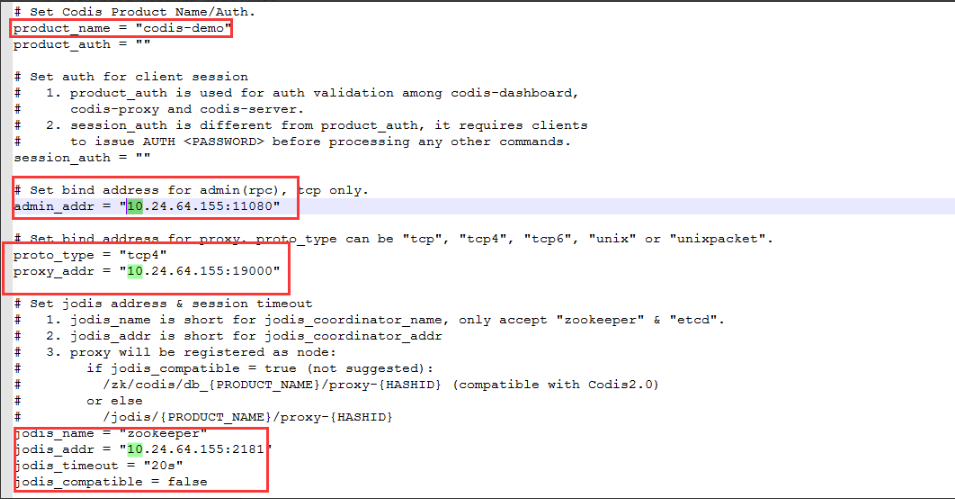 # Set Codis Product Name/Auth.
product_name = "codis-demo"
product_auth = ""
# Set auth for client session
#   1. product_auth is used for auth validation among codis-dashboard,
#      codis-proxy and codis-server.
#   2. session_auth is different from product_auth, it requires clients
#      to issue AUTH <PASSWORD> before processing any other commands.
session_auth = ""
# Set bind address for admin(rpc), tcp only.
admin_addr = "10.24.64.155:11080"
# Set bind address for proxy, proto_type can be "tcp", "tcp4", "tcp6", "unix" or "unixpacket".
proto_type = "tcp4"
proxy_addr = "10.24.64.155:19000"
# Set jodis address & session timeout
#   1. jodis_name is short for jodis_coordinator_name, only accept "zookeeper" & "etcd".
#   2. jodis_addr is short for jodis_coordinator_addr
#   3. proxy will be registered as node:
#        if jodis_compatible = true (not suggested):
#          /zk/codis/db_{PRODUCT_NAME}/proxy-{HASHID} (compatible with Codis2.0)
#        or else
#          /jodis/{PRODUCT_NAME}/proxy-{HASHID}
jodis_name = "zookeeper"
jodis_addr = "10.24.64.155:2181"
jodis_timeout = "20s"
jodis_compatible = false